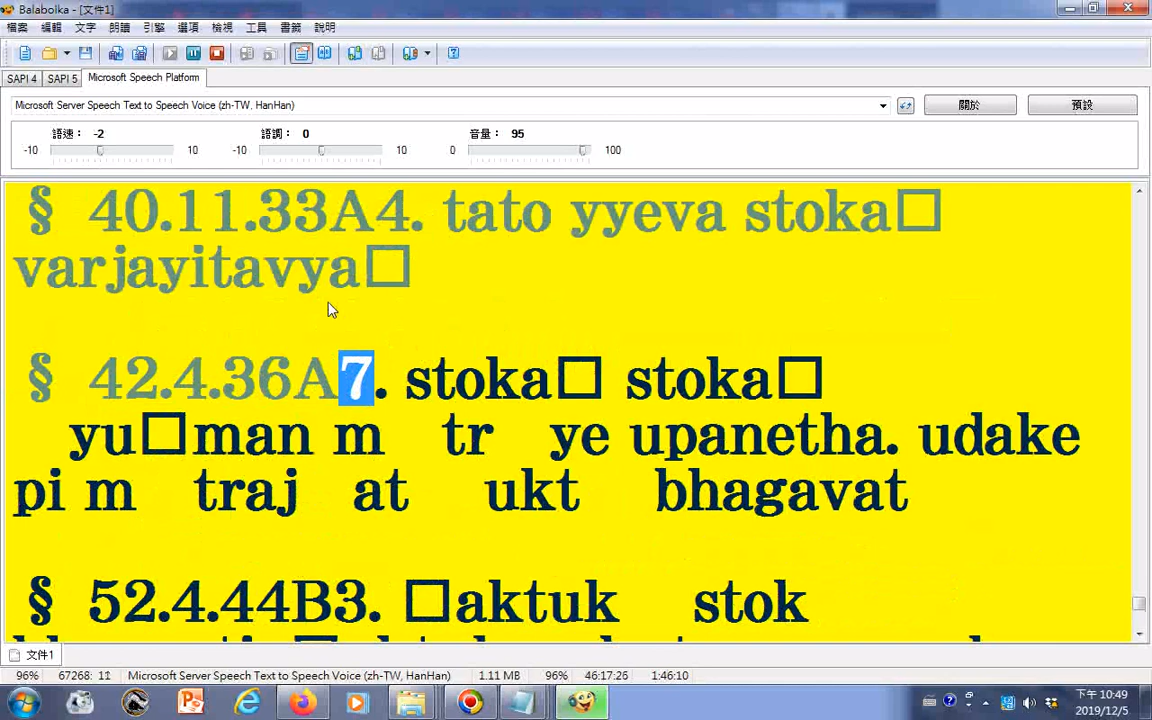 Balabolka - [文件1]
檔案 編輯 文字 朗讀 引擎 選項 檢視 工具 書籤 說明
SAPI 4 SAPI 5 Microsoft Speech Platform
Microsoft Server Speech Text to Speech Voice (zh-TW, HanHan) 關於 預設
語速： -2 語調： 0 音量： 95
-10 10 -10 10 0 100
§ 40.11.33A4. tato yyeva stoka□
varjayitavya□
§ 42.4.36A7. stoka□ stoka□
yu□man m tr ye upanetha. udake
pi m traj at ukt bhagavat
§ 52.4.44B3. □aktuk stok
文件1
96% 67268: 11 Microsoft Server Speech Text to Speech Voice (zh-TW, HanHan) 1.11 MB 96% 46:17:26 1:46:10
下午 10:49
2019/12/5